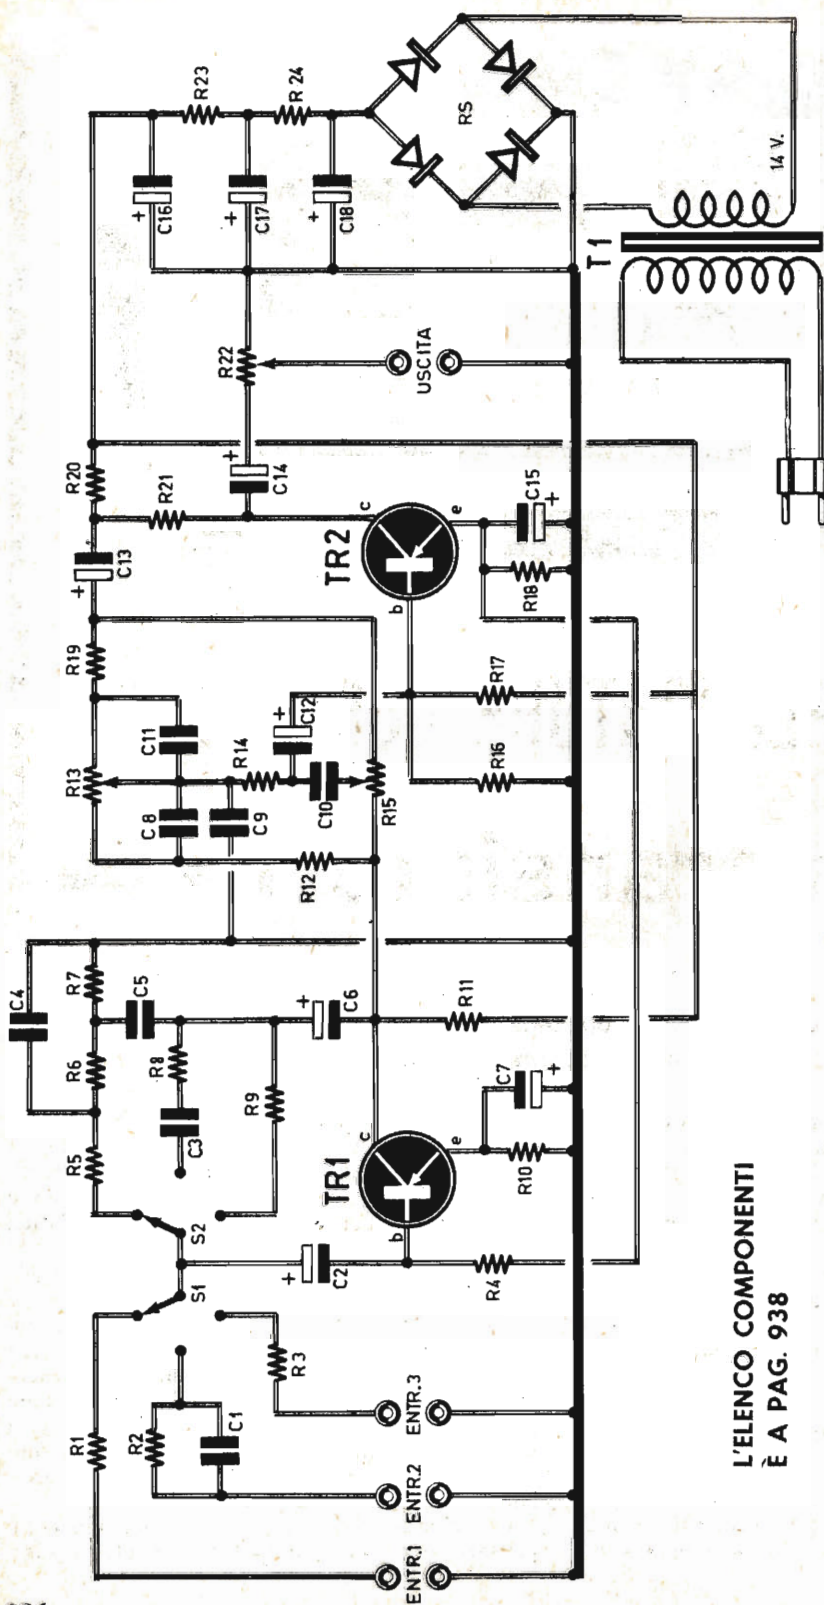 C4
R1
R5
R6
R7
R13
R19
C13
R20
R2
C1
R8
C5
C3
C8
C11
R21
C16
R23
S1
S2
R9
C9
R14
C12
C14
R22
C17
R24
R3
C2
C6
R12
C10
R15
C18
TR1
b
c
e
TR2
b
c
e
RS
ENTR.1
ENTR.2
ENTR.3
USCITA
R4
R10
C7
R11
R16
R17
R18
C15
T1
14 V.
L'ELENCO COMPONENTI
È A PAG. 938